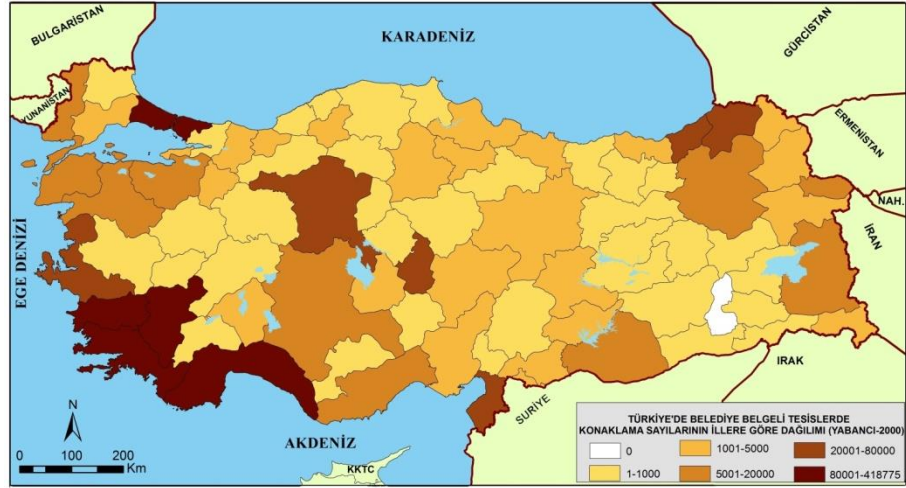 BULGARİSTAN
KARADENİZ
GÜRCİSTAN
YUNANİSTAN
ERMENİSTAN
NAH.
İRAN
EGE DENİZİ
IRAK
SURİYE
N
AKDENİZ
KKTC
0 50 100 200
Km
TÜRKİYE'DE BELEDİYE BELGELİ TESİSLERDE
KONAKLAMA SAYILARININ İLLERE GÖRE DAĞILIMI (YABANCI-2000)
0 1001-5000 20001-80000
1-1000 5001-20000 80001-418775